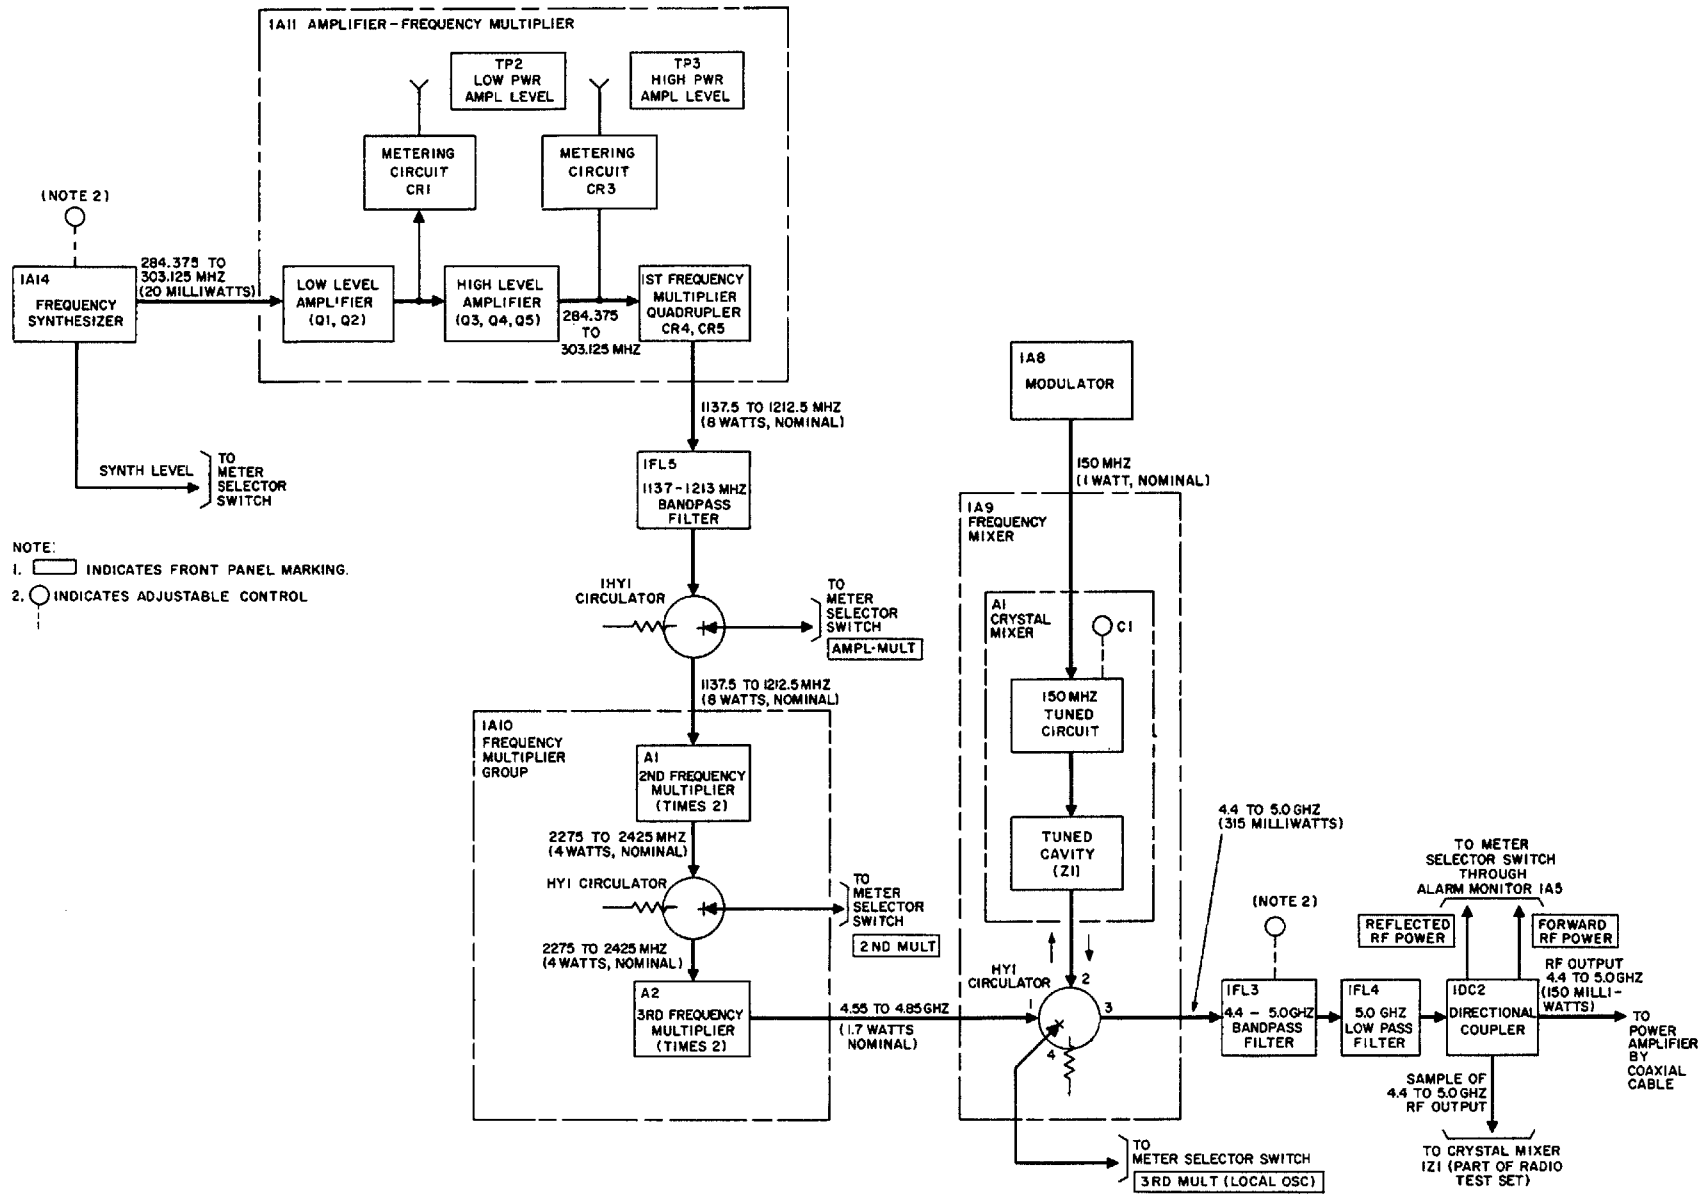 1A11 AMPLIFIER-FREQUENCY MULTIPLIER
TP2
LOW PWR
AMPL LEVEL
TP3
HIGH PWR
AMPL LEVEL
METERING
CIRCUIT
CR1
METERING
CIRCUIT
CR3
(NOTE 2)
1A14
FREQUENCY
SYNTHESIZER
284.375 TO
303.125 MHZ
(20 MILLIWATTS)
LOW LEVEL
AMPLIFIER
(Q1, Q2)
HIGH LEVEL
AMPLIFIER
(Q3, Q4, Q5)
284.375
TO
303.125 MHZ
1ST FREQUENCY
MULTIPLIER
QUADRUPLER
CR4, CR5
SYNTH LEVEL
TO
METER
SELECTOR
SWITCH
1137.5 TO 1212.5 MHZ
(8 WATTS, NOMINAL)
1A8
MODULATOR
1FL5
1137-1213 MHZ
BANDPASS
FILTER
150 MHZ
(1 WATT, NOMINAL)
NOTE:
1. INDICATES FRONT PANEL MARKING.
2. INDICATES ADJUSTABLE CONTROL
1HY1
CIRCULATOR
TO
METER
SELECTOR
SWITCH
AMPL-MULT
1137.5 TO 1212.5 MHZ
(8 WATTS, NOMINAL)
1A9
FREQUENCY
MIXER
A1
CRYSTAL
MIXER
C1
150 MHZ
TUNED
CIRCUIT
TUNED
CAVITY
(Z1)
1A10
FREQUENCY
MULTIPLIER
GROUP
A1
2ND FREQUENCY
MULTIPLIER
(TIMES 2)
2275 TO 2425 MHZ
(4 WATTS, NOMINAL)
HY1 CIRCULATOR
TO
METER
SELECTOR
SWITCH
2ND MULT
2275 TO 2425 MHZ
(4 WATTS, NOMINAL)
A2
3RD FREQUENCY
MULTIPLIER
(TIMES 2)
4.55 TO 4.85 GHZ
(1.7 WATTS
NOMINAL)
HY1
CIRCULATOR
1
2
3
4
TO
METER SELECTOR SWITCH
3RD MULT (LOCAL OSC)
4.4 TO 5.0 GHZ
(315 MILLIWATTS)
(NOTE 2)
1FL3
4.4 - 5.0 GHZ
BANDPASS
FILTER
1FL4
5.0 GHZ
LOW PASS
FILTER
1DC2
DIRECTIONAL
COUPLER
TO METER
SELECTOR SWITCH
THROUGH
ALARM MONITOR 1A5
REFLECTED
RF POWER
FORWARD
RF POWER
RF OUTPUT
4.4 TO 5.0 GHZ
(150 MILLI-
WATTS)
TO
POWER
AMPLIFIER
BY
COAXIAL
CABLE
SAMPLE OF
4.4 TO 5.0 GHZ
RF OUTPUT
TO CRYSTAL MIXER
1Z1 (PART OF RADIO
TEST SET)